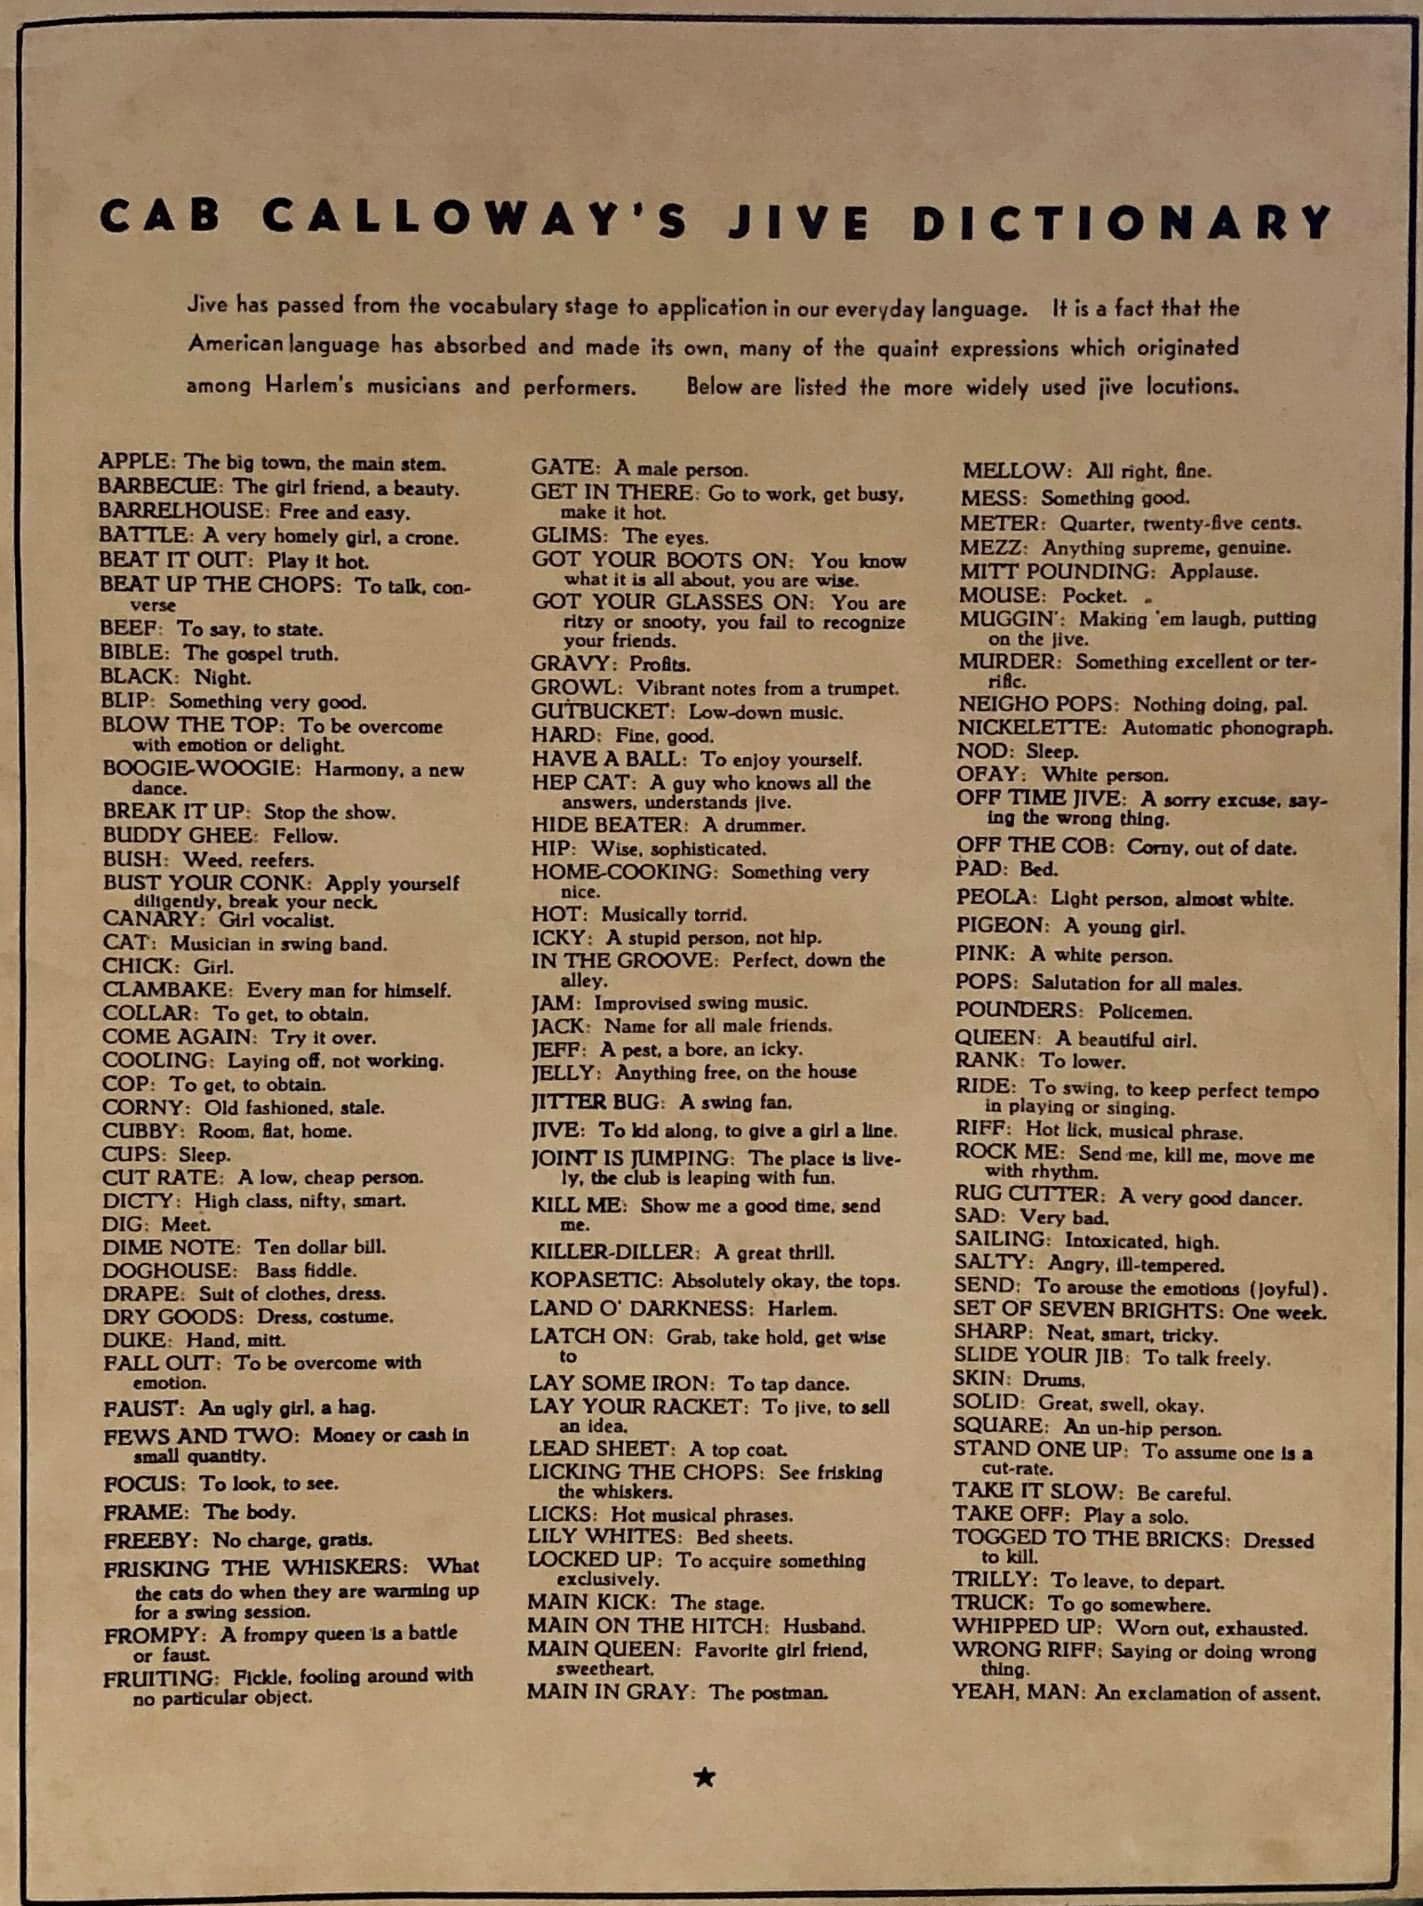 CAB CALLOWAY'S JIVE DICTIONARY
Jive has passed from the vocabulary stage to application in our everyday language. It is a fact that the
American language has absorbed and made its own, many of the quaint expressions which originated
among Harlem's musicians and performers. Below are listed the more widely used jive locutions.
APPLE: The big town, the main stem.
BARBECUE: The girl friend, a beauty.
BARRELHOUSE: Free and easy.
BATTLE: A very homely girl, a crone.
BEAT IT OUT: Play it hot.
BEAT UP THE CHOPS: To talk, con-
verse
BEEF: To say, to state.
BIBLE: The gospel truth.
BLACK: Night.
BLIP: Something very good.
BLOW THE TOP: To be overcome
with emotion or delight.
BOOGIE-WOOGIE: Harmony, a new
dance.
BREAK IT UP: Stop the show.
BUDDY GHEE: Fellow.
BUSH: Weed, reefers.
BUST YOUR CONK: Apply yourself
diligently, break your neck.
CANARY: Girl vocalist.
CAT: Musician in swing band.
CHICK: Girl.
CLAMBAKE: Every man for himself.
COLLAR: To get, to obtain.
COME AGAIN: Try it over.
COOLING: Laying off, not working.
COP: To get, to obtain.
CORNY: Old fashioned, stale.
CUBBY: Room, flat, home.
CUPS: Sleep.
CUT RATE: A low, cheap person.
DICTY: High class, nifty, smart.
DIG: Meet.
DIME NOTE: Ten dollar bill.
DOGHOUSE: Bass fiddle.
DRAPE: Suit of clothes, dress.
DRY GOODS: Dress, costume.
DUKE: Hand, mitt.
FALL OUT: To be overcome with
emotion.
FAUST: An ugly girl, a hag.
FEWS AND TWO: Money or cash in
small quantity.
FOCUS: To look, to see.
FRAME: The body.
FREEBY: No charge, gratis.
FRISKING THE WHISKERS: What
the cats do when they are warming up
for a swing session.
FROMPY: A frompy queen is a battle
or faust.
FRUITING: Fickle, fooling around with
no particular object.
GATE: A male person.
GET IN THERE: Go to work, get busy,
make it hot.
GLIMS: The eyes.
GOT YOUR BOOTS ON: You know
what it is all about, you are wise.
GOT YOUR GLASSES ON: You are
ritzy or snooty, you fail to recognize
your friends.
GRAVY: Profits.
GROWL: Vibrant notes from a trumpet.
GUTBUCKET: Low-down music.
HARD: Fine, good.
HAVE A BALL: To enjoy yourself.
HEP CAT: A guy who knows all the
answers, understands jive.
HIDE BEATER: A drummer.
HIP: Wise, sophisticated.
HOME-COOKING: Something very
nice.
HOT: Musically torrid.
ICKY: A stupid person, not hip.
IN THE GROOVE: Perfect, down the
alley.
JAM: Improvised swing music.
JACK: Name for all male friends.
JEFF: A pest, a bore, an icky.
JELLY: Anything free, on the house
JITTER BUG: A swing fan.
JIVE: To kid along, to give a girl a line.
JOINT IS JUMPING: The place is live-
ly, the club is leaping with fun.
KILL ME: Show me a good time, send
me.
KILLER-DILLER: A great thrill.
KOPASETIC: Absolutely okay, the tops.
LAND O' DARKNESS: Harlem.
LATCH ON: Grab, take hold, get wise
to
LAY SOME IRON: To tap dance.
LAY YOUR RACKET: To jive, to sell
an idea.
LEAD SHEET: A top coat.
LICKING THE CHOPS: See frisking
the whiskers.
LICKS: Hot musical phrases.
LILY WHITES: Bed sheets.
LOCKED UP: To acquire something
exclusively.
MAIN KICK: The stage.
MAIN ON THE HITCH: Husband.
MAIN QUEEN: Favorite girl friend,
sweetheart.
MAIN IN GRAY: The postman.
MELLOW: All right, fine.
MESS: Something good.
METER: Quarter, twenty-five cents.
MEZZ: Anything supreme, genuine.
MITT POUNDING: Applause.
MOUSE: Pocket.
MUGGIN': Making 'em laugh, putting
on the jive.
MURDER: Something excellent or ter-
rific.
NEIGHO POPS: Nothing doing, pal.
NICKELETTE: Automatic phonograph.
NOD: Sleep.
OFAY: White person.
OFF TIME JIVE: A sorry excuse, say-
ing the wrong thing.
OFF THE COB: Corny, out of date.
PAD: Bed.
PEOLA: Light person, almost white.
PIGEON: A young girl.
PINK: A white person.
POPS: Salutation for all males.
POUNDERS: Policemen.
QUEEN: A beautiful girl.
RANK: To lower.
RIDE: To swing, to keep perfect tempo
in playing or singing.
RIFF: Hot lick, musical phrase.
ROCK ME: Send me, kill me, move me
with rhythm.
RUG CUTTER: A very good dancer.
SAD: Very bad.
SAILING: Intoxicated, high.
SALTY: Angry, ill-tempered.
SEND: To arouse the emotions (joyful).
SET OF SEVEN BRIGHTS: One week.
SHARP: Neat, smart, tricky.
SLIDE YOUR JIB: To talk freely.
SKIN: Drums.
SOLID: Great, swell, okay.
SQUARE: An un-hip person.
STAND ONE UP: To assume one is a
cut-rate.
TAKE IT SLOW: Be careful.
TAKE OFF: Play a solo.
TOGGED TO THE BRICKS: Dressed
to kill.
TRILLY: To leave, to depart.
TRUCK: To go somewhere.
WHIPPED UP: Worn out, exhausted.
WRONG RIFF: Saying or doing wrong
thing.
YEAH, MAN: An exclamation of assent.